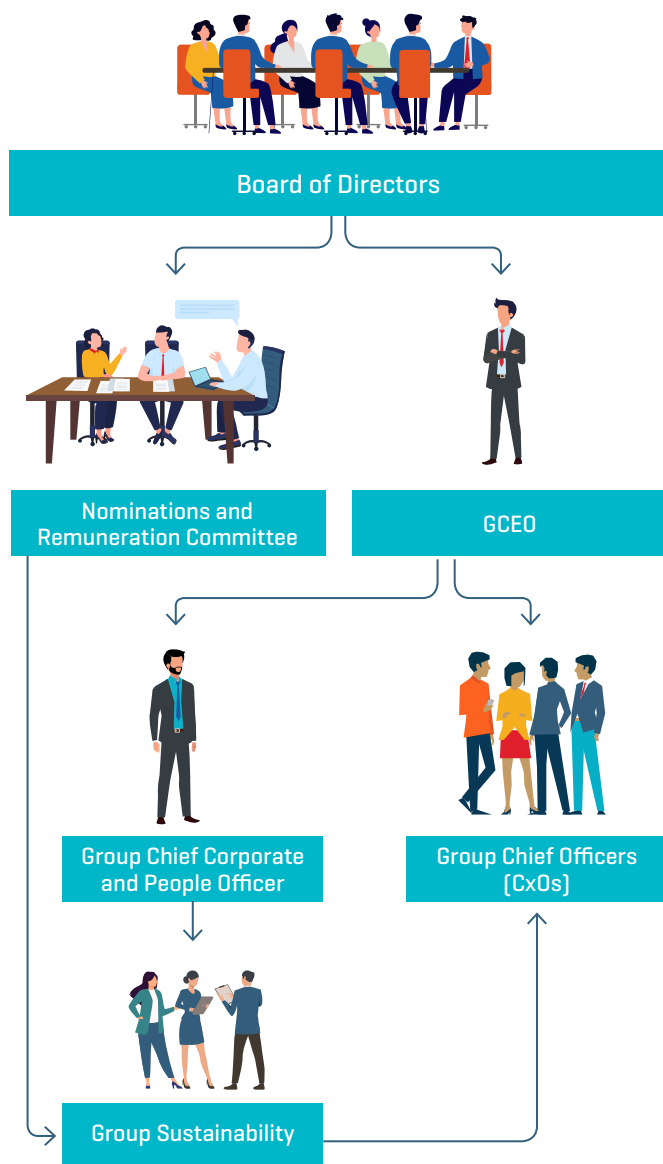 Board of Directors
Nominations and
Remuneration Committee
GCEO
Group Chief Corporate
and People Officer
Group Chief Officers
(CxOs)
Group Sustainability